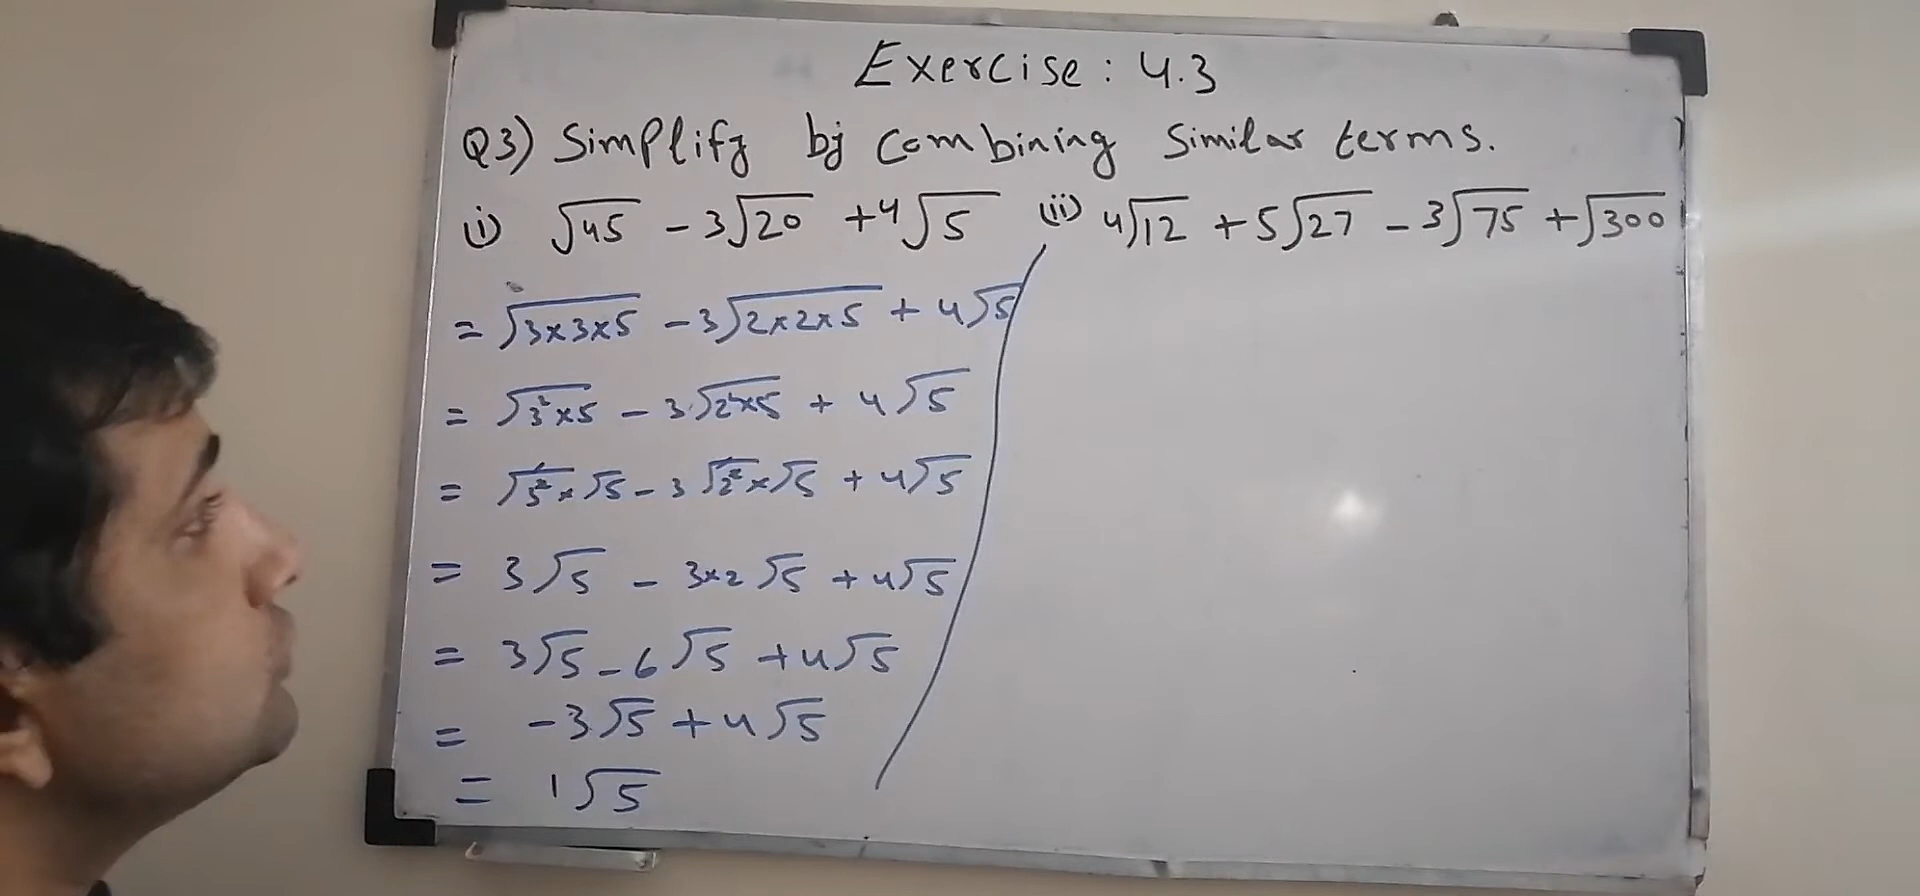 Exercise: 4.3
Q3) Simplify by combining similar terms.
(i) √45 - 3√20 + 4√5 (ii) 4√12 + 5√27 - 3√75 + √300
= √3×3×5 - 3√2×2×5 + 4√5
= √3²×5 - 3√2²×5 + 4√5
= √3²×√5 - 3√2²×√5 + 4√5
= 3√5 - 3×2√5 + 4√5
= 3√5 - 6√5 + 4√5
= -3√5 + 4√5
= 1√5